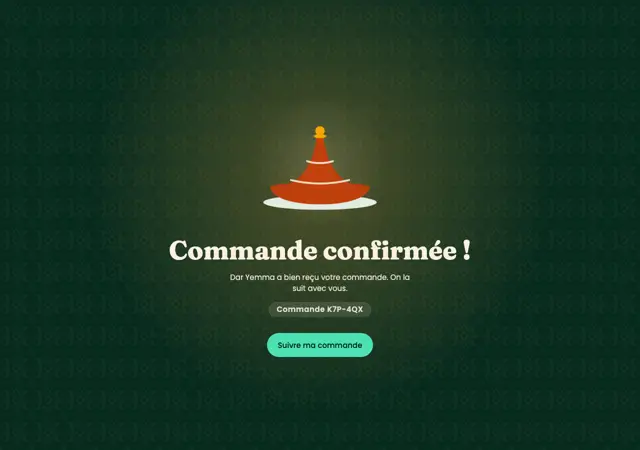 Commande confirmée !
Dar Yemma a bien reçu votre commande. On la
suit avec vous.
Commande K7P-4QX
Suivre ma commande